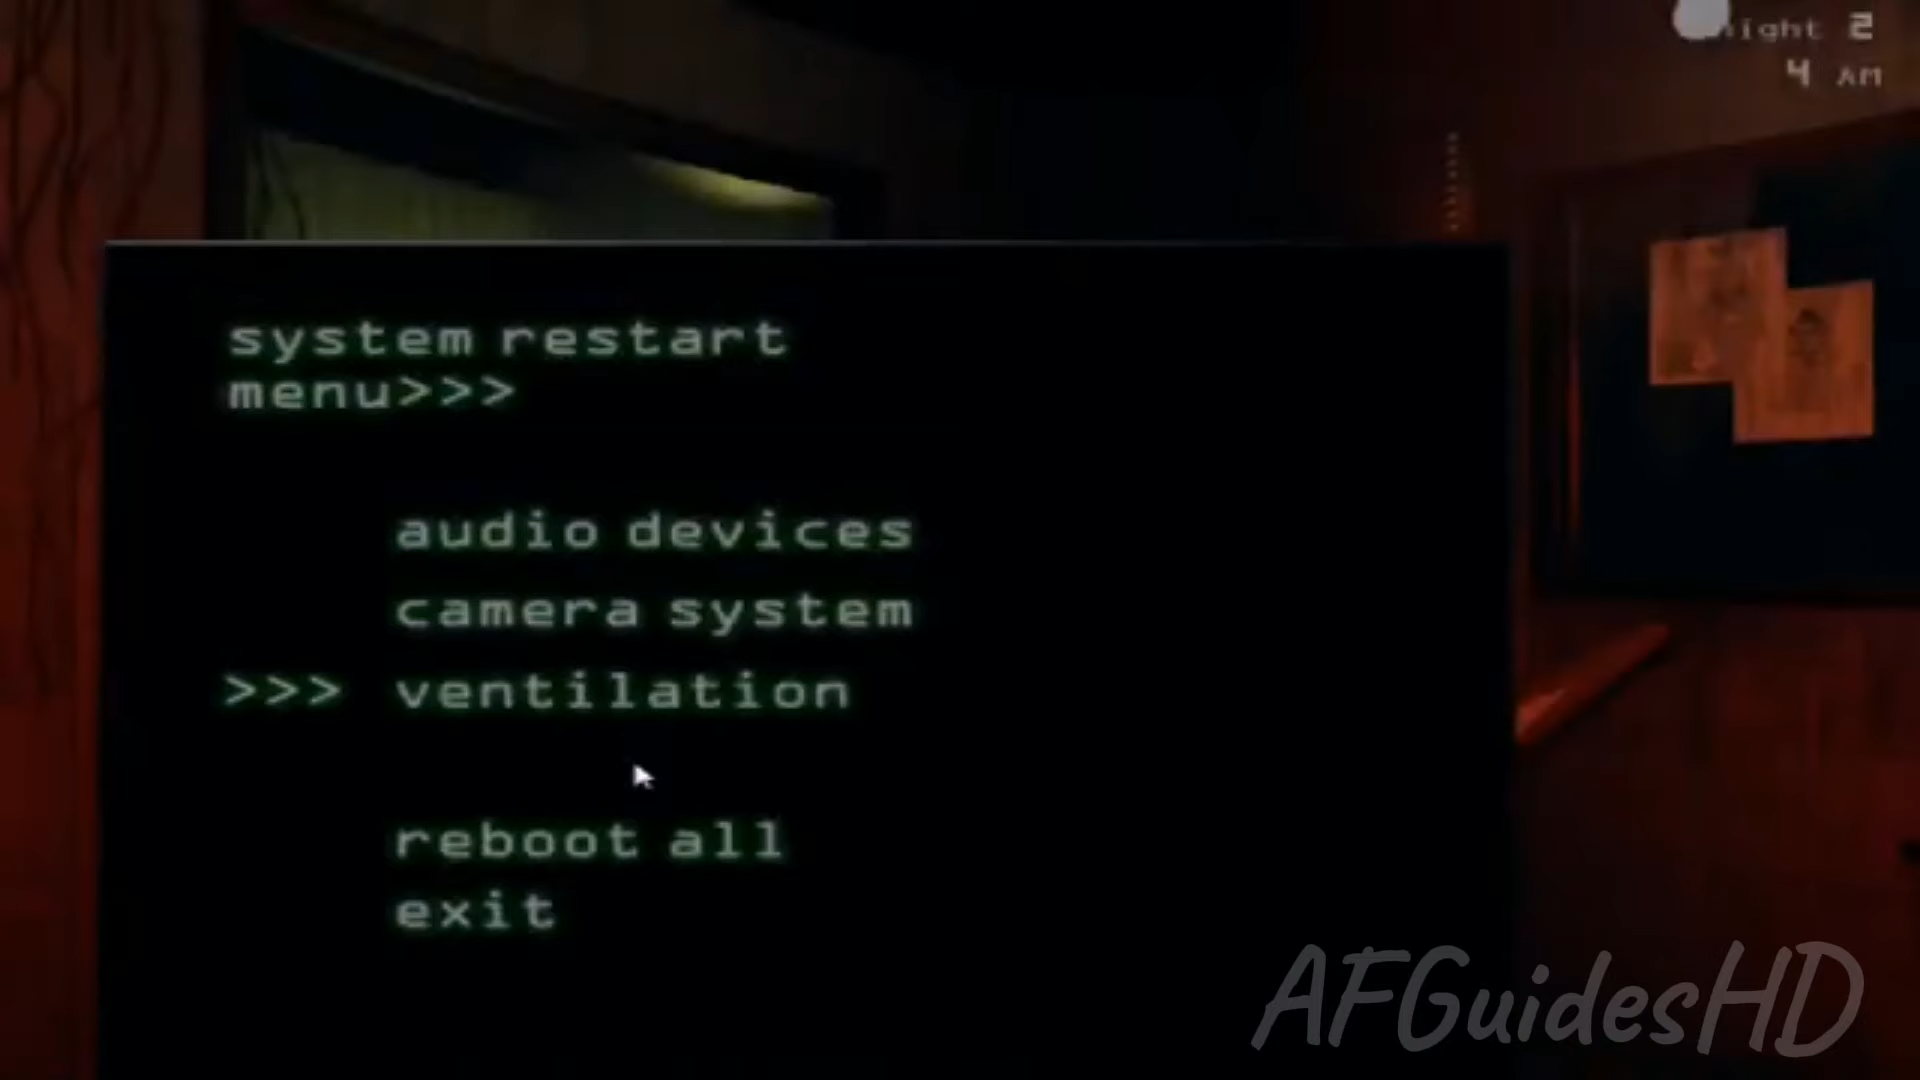 night 2
4 AM
system restart
menu>>>
audio devices
camera system
>>> ventilation
reboot all
exit
AFGuidesHD